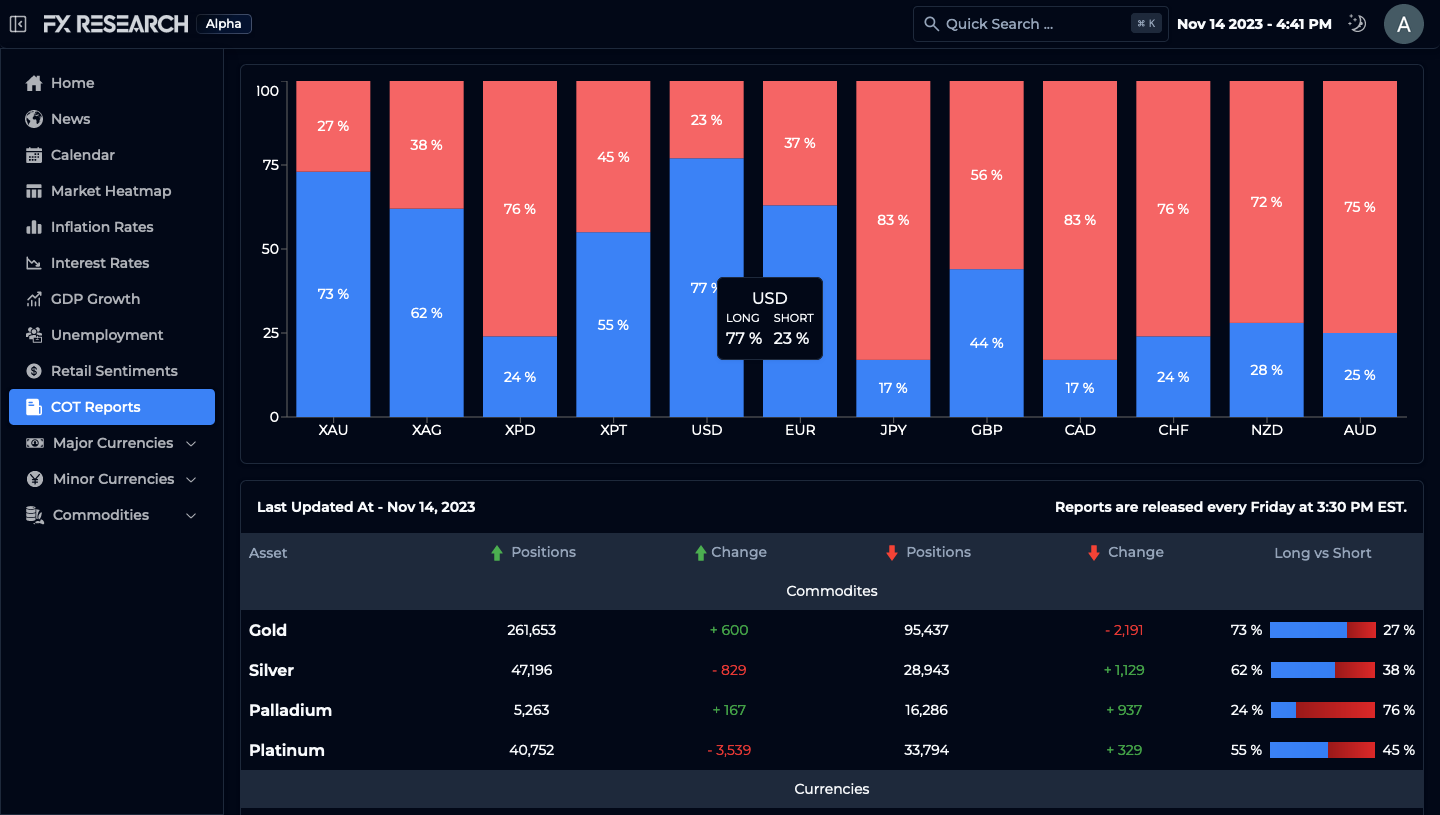 FX RESEARCH Alpha
Quick Search ... ⌘ K
Nov 14 2023 - 4:41 PM
A
Home
News
Calendar
Market Heatmap
Inflation Rates
Interest Rates
GDP Growth
Unemployment
Retail Sentiments
COT Reports
Major Currencies
Minor Currencies
Commodities
100
75
50
25
0
27 % 38 % 76 % 45 % 23 % 37 % 83 % 56 % 83 % 76 % 72 % 75 %
73 % 62 % 24 % 55 % 77 % 17 % 44 % 17 % 24 % 28 % 25 %
USD
LONG SHORT
77 % 23 %
XAU XAG XPD XPT USD EUR JPY GBP CAD CHF NZD AUD
Last Updated At - Nov 14, 2023
Reports are released every Friday at 3:30 PM EST.
Asset Positions Change Positions Change Long vs Short
Commodites
Gold 261,653 + 600 95,437 - 2,191 73 % 27 %
Silver 47,196 - 829 28,943 + 1,129 62 % 38 %
Palladium 5,263 + 167 16,286 + 937 24 % 76 %
Platinum 40,752 - 3,539 33,794 + 329 55 % 45 %
Currencies